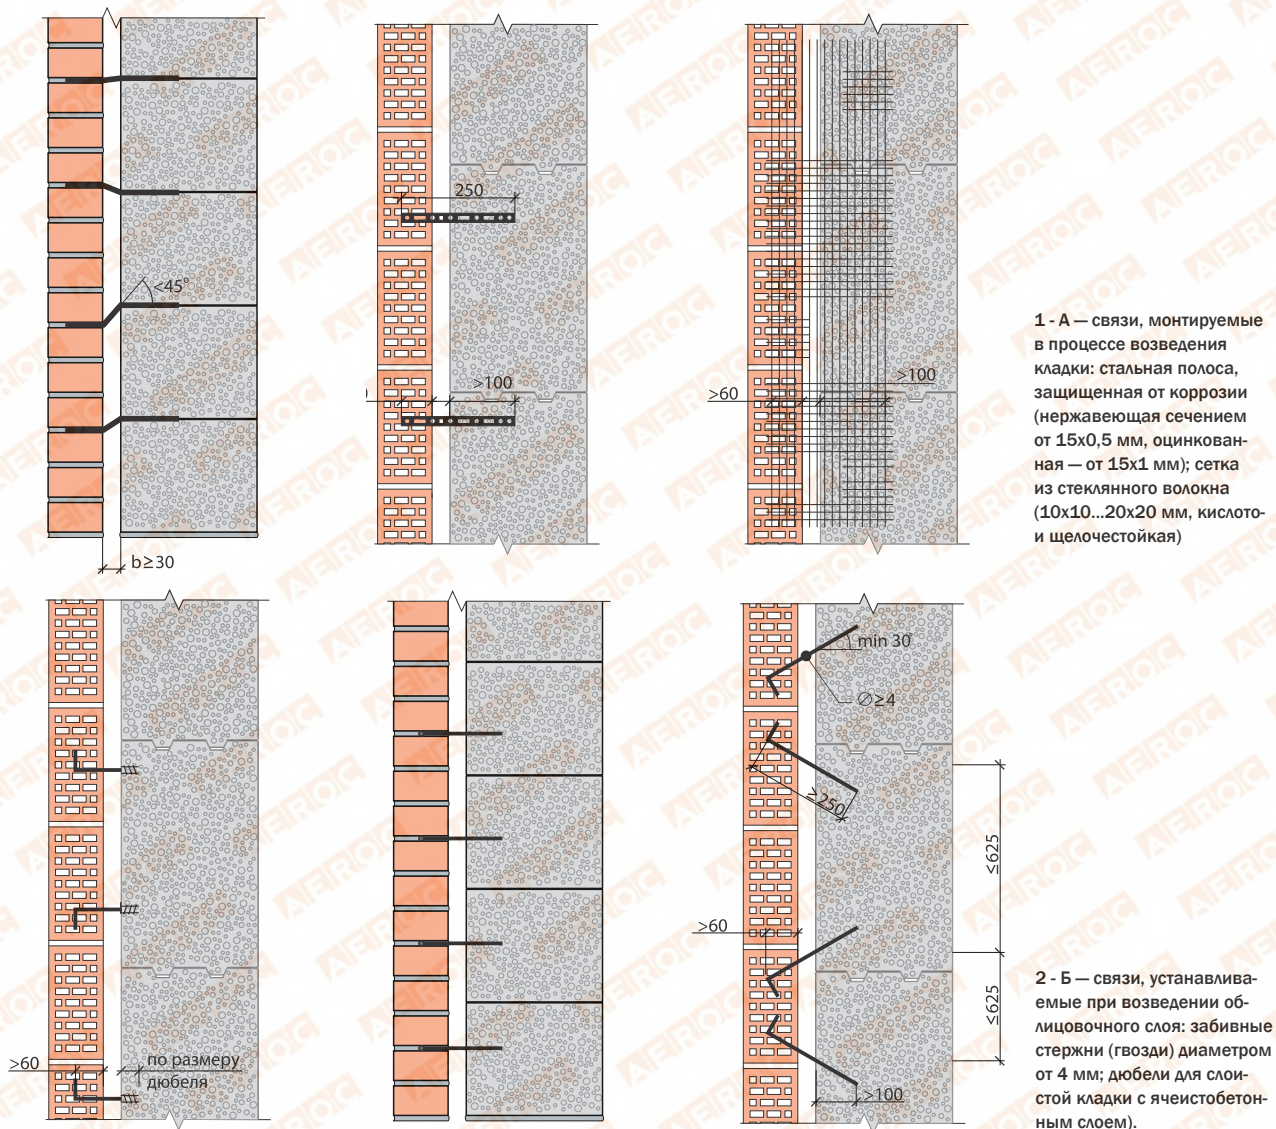 <45°
b≥30
250
>100
>60
>100
1 - А — связи, монтируемые
в процессе возведения
кладки: стальная полоса,
защищенная от коррозии
(нержавеющая сечением
от 15х0,5 мм, оцинкован-
ная — от 15х1 мм); сетка
из стеклянного волокна
(10х10...20х20 мм, кислото-
и щелочестойкая)
>60
по размеру
дюбеля
min 30°
∅≥4
≥250
≤625
>60
≤625
>100
2 - Б — связи, устанавлива-
емые при возведении об-
лицовочного слоя: забивные
стержни (гвозди) диаметром
от 4 мм; дюбели для слои-
стой кладки с ячеистобетон-
ным слоем).
AEROC